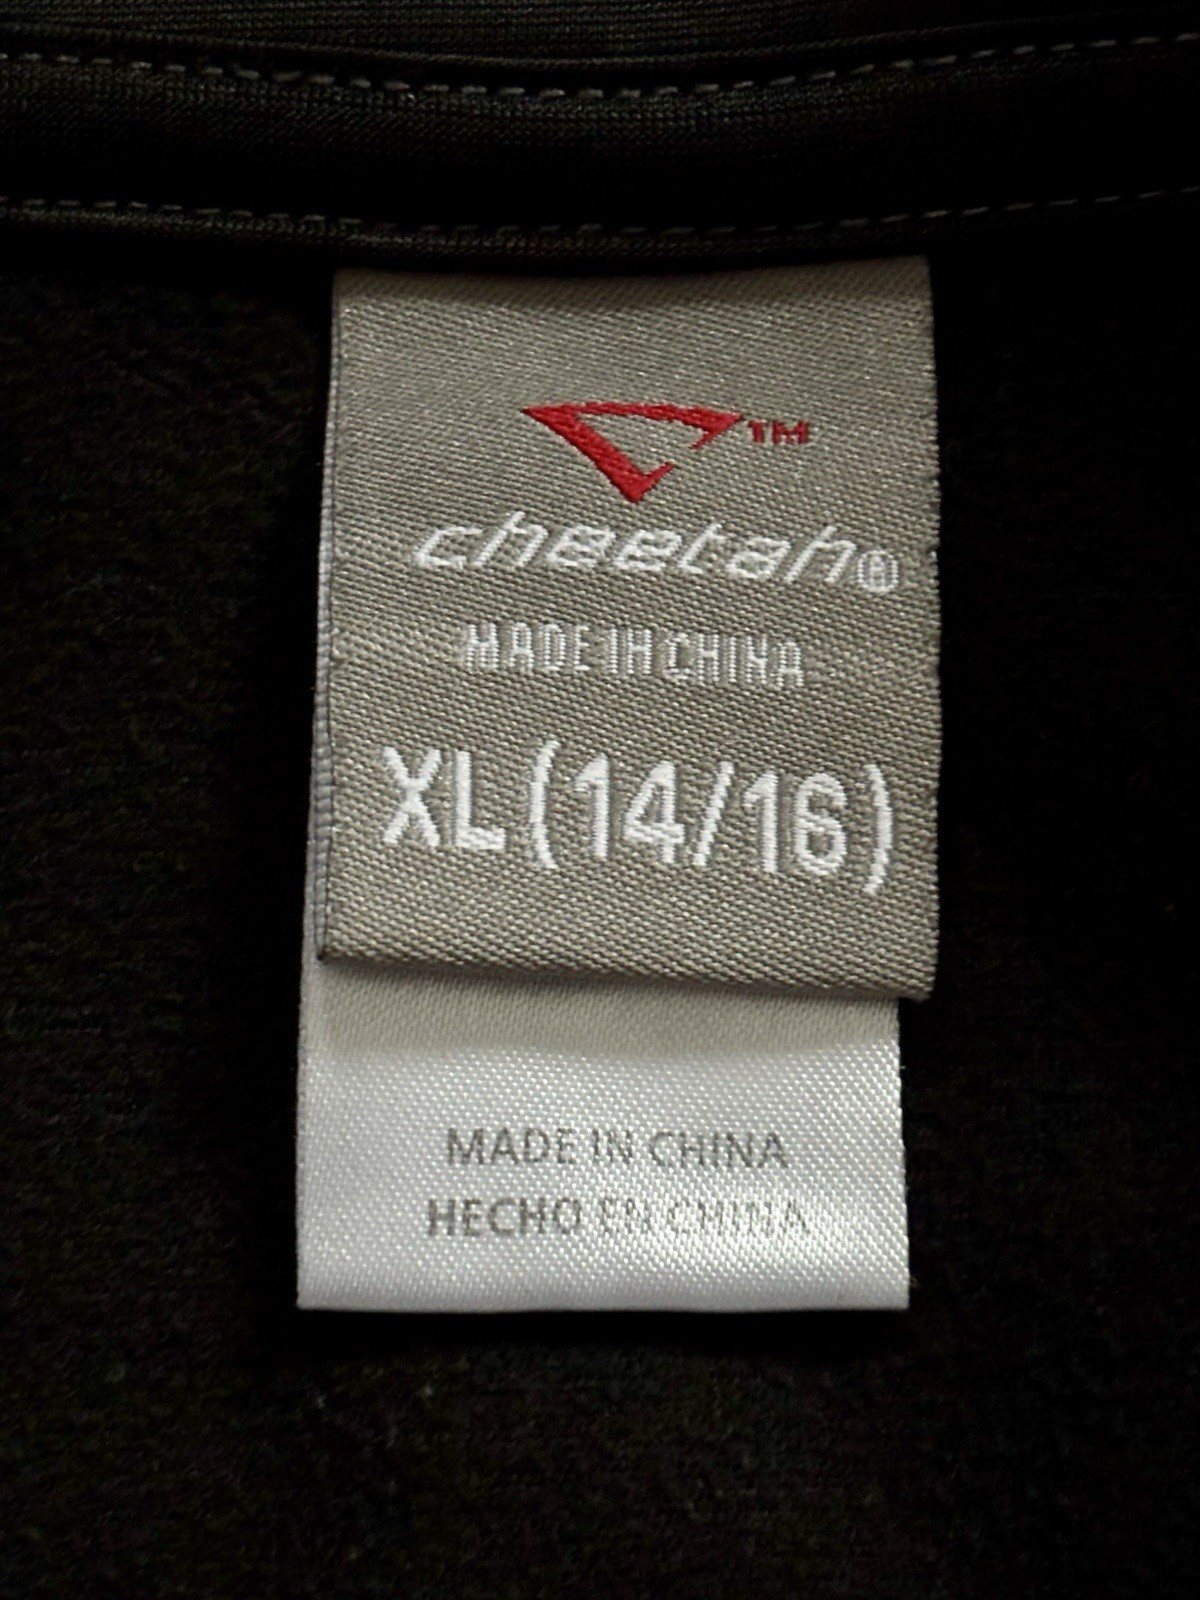 TM
cheetah®
MADE IN CHINA
XL(14/16)
MADE IN CHINA
HECHO EN CHINA